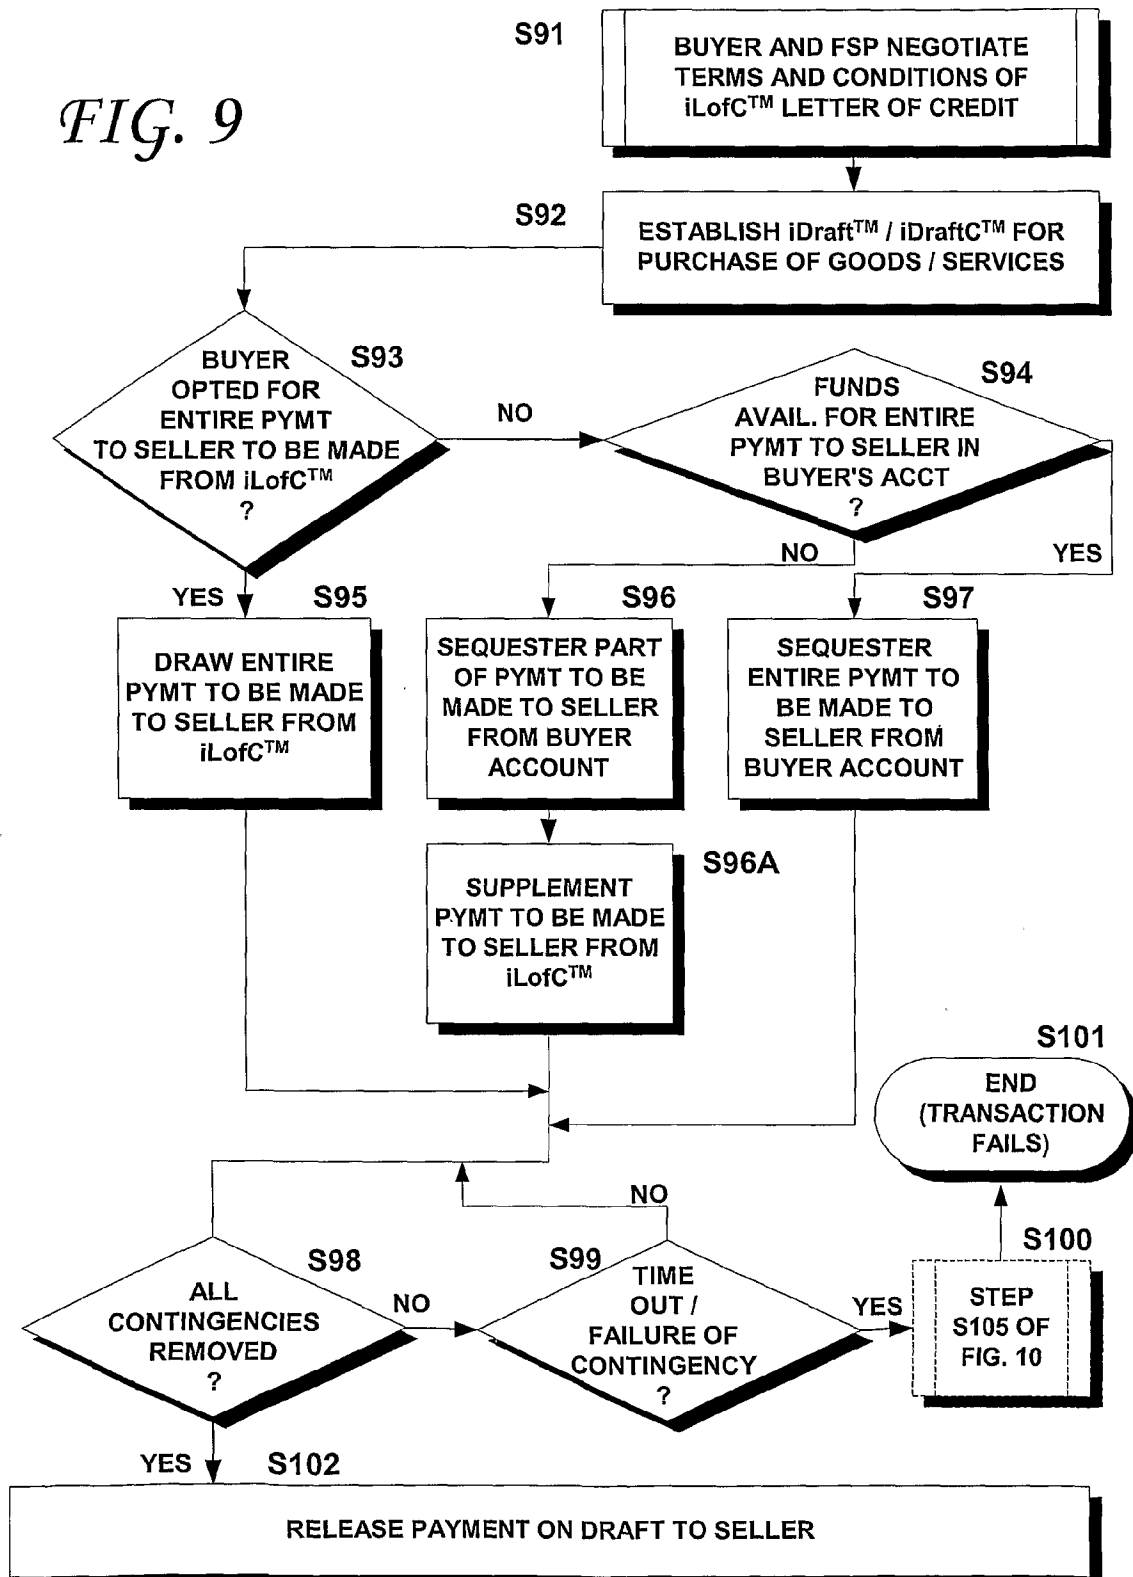 FIG. 9
S91
BUYER AND FSP NEGOTIATE
TERMS AND CONDITIONS OF
iLofC™ LETTER OF CREDIT
S92
ESTABLISH iDraft™ / iDraftC™ FOR
PURCHASE OF GOODS / SERVICES
S93
BUYER
OPTED FOR
ENTIRE PYMT
TO SELLER TO BE MADE
FROM iLofC™
?
NO
S94
FUNDS
AVAIL. FOR ENTIRE
PYMT TO SELLER IN
BUYER'S ACCT
?
NO
YES
YES
S95
DRAW ENTIRE
PYMT TO BE MADE
TO SELLER FROM
iLofC™
S96
SEQUESTER PART
OF PYMT TO BE
MADE TO SELLER
FROM BUYER
ACCOUNT
S97
SEQUESTER
ENTIRE PYMT TO
BE MADE TO
SELLER FROM
BUYER ACCOUNT
S96A
SUPPLEMENT
PYMT TO BE MADE
TO SELLER FROM
iLofC™
S101
END
(TRANSACTION
FAILS)
NO
S98
ALL
CONTINGENCIES
REMOVED
?
NO
S99
TIME
OUT /
FAILURE OF
CONTINGENCY
?
YES
S100
STEP
S105 OF
FIG. 10
YES
S102
RELEASE PAYMENT ON DRAFT TO SELLER